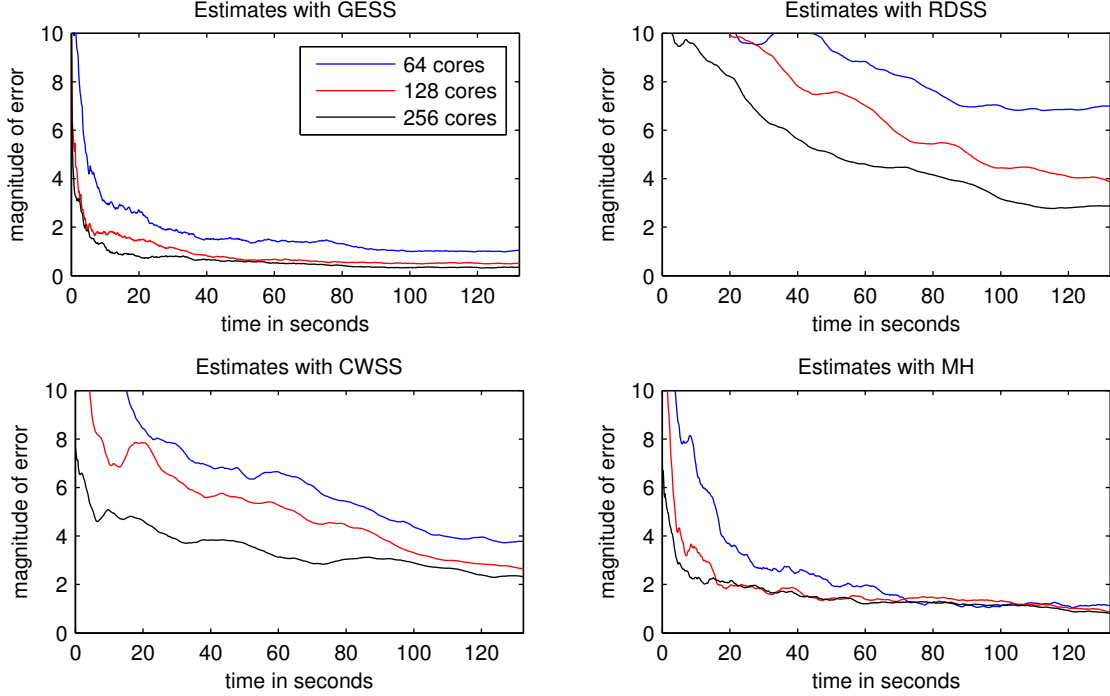 Estimates with GESS
10
8
6
4
2
0
magnitude of error
64 cores
128 cores
256 cores
0 20 40 60 80 100 120
time in seconds
Estimates with RDSS
10
8
6
4
2
0
magnitude of error
0 20 40 60 80 100 120
time in seconds
Estimates with CWSS
10
8
6
4
2
0
magnitude of error
0 20 40 60 80 100 120
time in seconds
Estimates with MH
10
8
6
4
2
0
magnitude of error
0 20 40 60 80 100 120
time in seconds